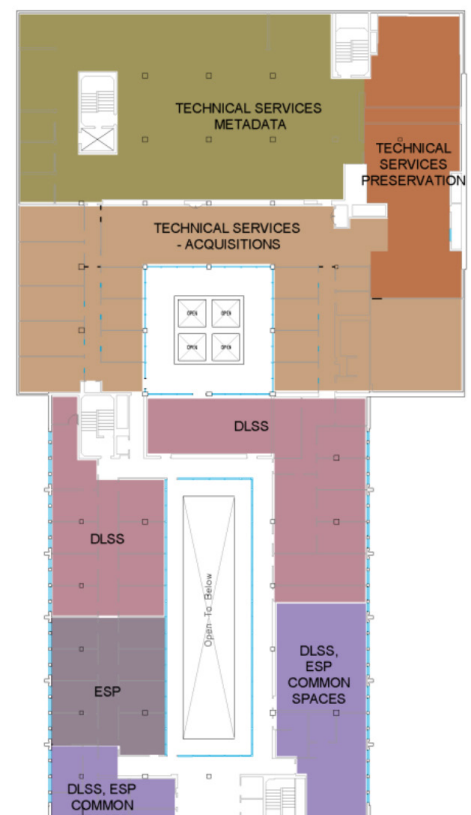 TECHNICAL SERVICES
METADATA
TECHNICAL
SERVICES
PRESERVATION
TECHNICAL SERVICES
- ACQUISITIONS
OPEN
OPEN
OPEN
OPEN
DLSS
DLSS
Open To Below
DLSS,
ESP
COMMON
SPACES
ESP
DLSS, ESP
COMMON